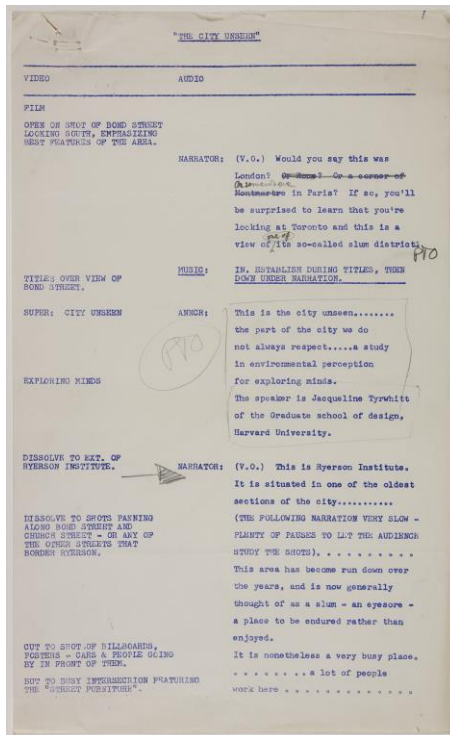 1
"THE CITY UNSEEN"
VIDEO AUDIO
FILM
OPEN ON SHOT OF BOND STREET
LOOKING SOUTH, EMPHASIZING
BEST FEATURES OF THE AREA.
NARRATOR: (V.O.) Would you say this was
London? Or Rome? Or a corner of
Or somewhere
Montmartre in Paris? If so, you'll
be surprised to learn that you're
looking at Toronto and this is a
one of
view of its so-called slum district.
PTO
MUSIC: IN, ESTABLISH DURING TITLES, THEN
DOWN UNDER NARRATION.
TITLES OVER VIEW OF
BOND STREET.
SUPER: CITY UNSEEN ANNCR: This is the city unseen........
the part of the city we do
PTO
not always respect.....a study
in environmental perception
EXPLORING MINDS for exploring minds.
The speaker is Jacqueline Tyrwhitt
of the Graduate school of design,
Harvard University.
DISSOLVE TO EXT. OF
RYERSON INSTITUTE. NARRATOR: (V.O.) This is Ryerson Institute.
It is situated in one of the oldest
sections of the city...........
DISSOLVE TO SHOTS PANNING
ALONG BOND STREET AND
CHURCH STREET - OR ANY OF
THE OTHER STREETS THAT
BORDER RYERSON.
(THE FOLLOWING NARRATION VERY SLOW -
PLENTY OF PAUSES TO LET THE AUDIENCE
STUDY THE SHOTS). . . . . . . . . . .
This area has become run down over
the years, and is now generally
thought of as a slum - an eyesore -
a place to be endured rather than
enjoyed.
CUT TO SHOT OF BILLBOARDS,
POSTERS - CARS & PEOPLE GOING
BY IN FRONT OF THEM.
It is nonetheless a very busy place.
. . . . . . . . a lot of people
BUT TO BUSY INTERSECRION FEATURING
THE "STREET FURNITURE".
work here . . . . . . . . . . . . . .